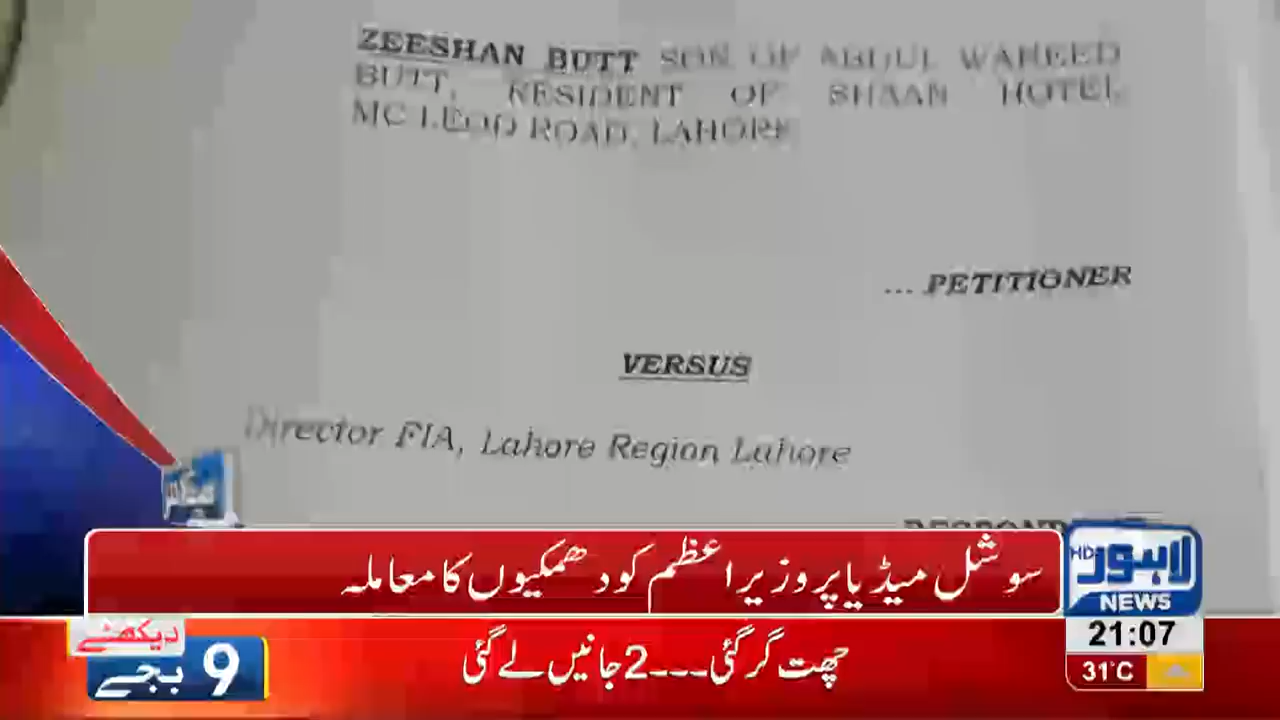 ZEESHAN BUTT SON OF ABDUL WAHEED
BUTT, RESIDENT OF SHAAN HOTEL
MC LEOD ROAD, LAHORE
... PETITIONER
VERSUS
Director FIA, Lahore Region Lahore
سوشل میڈیا پر وزیراعظم کو دھمکیوں کا معاملہ
HD لاہور
NEWS
21:07
31°C
دیکھئے
9 بجے
چھت گر گئی۔۔۔2 جانیں لے گئی